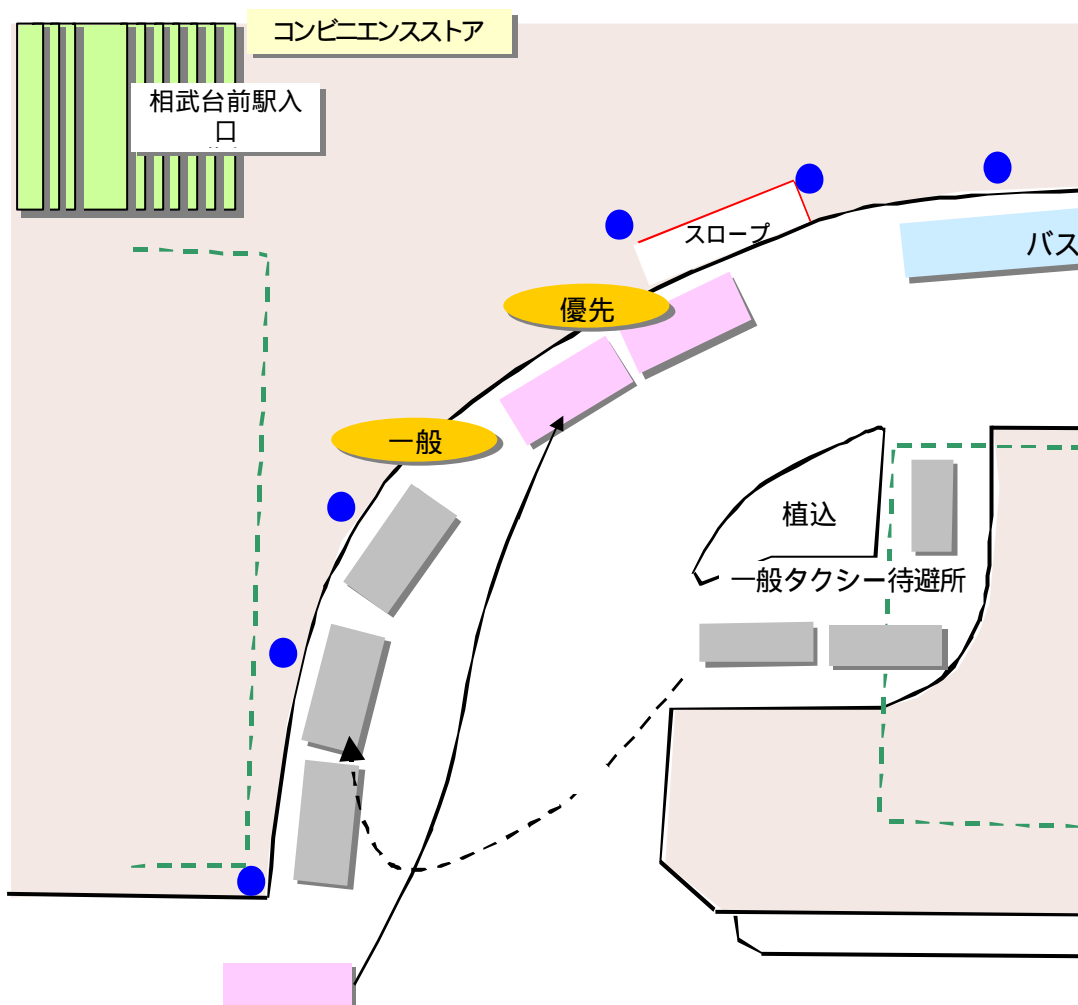 コンビニエンスストア
相武台前駅入
口
スロープ
バス
優先
一般
植込
一般タクシー待避所